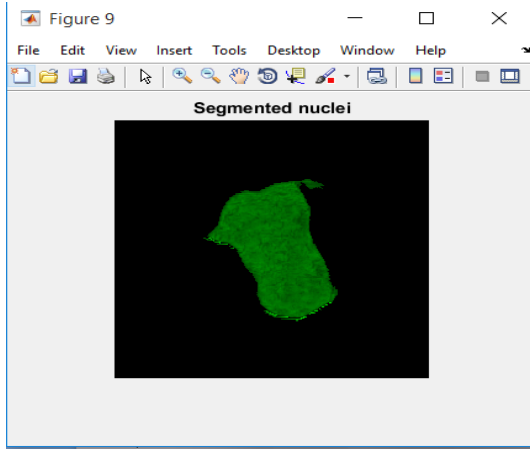 Figure 9
File Edit View Insert Tools Desktop Window Help
Segmented nuclei